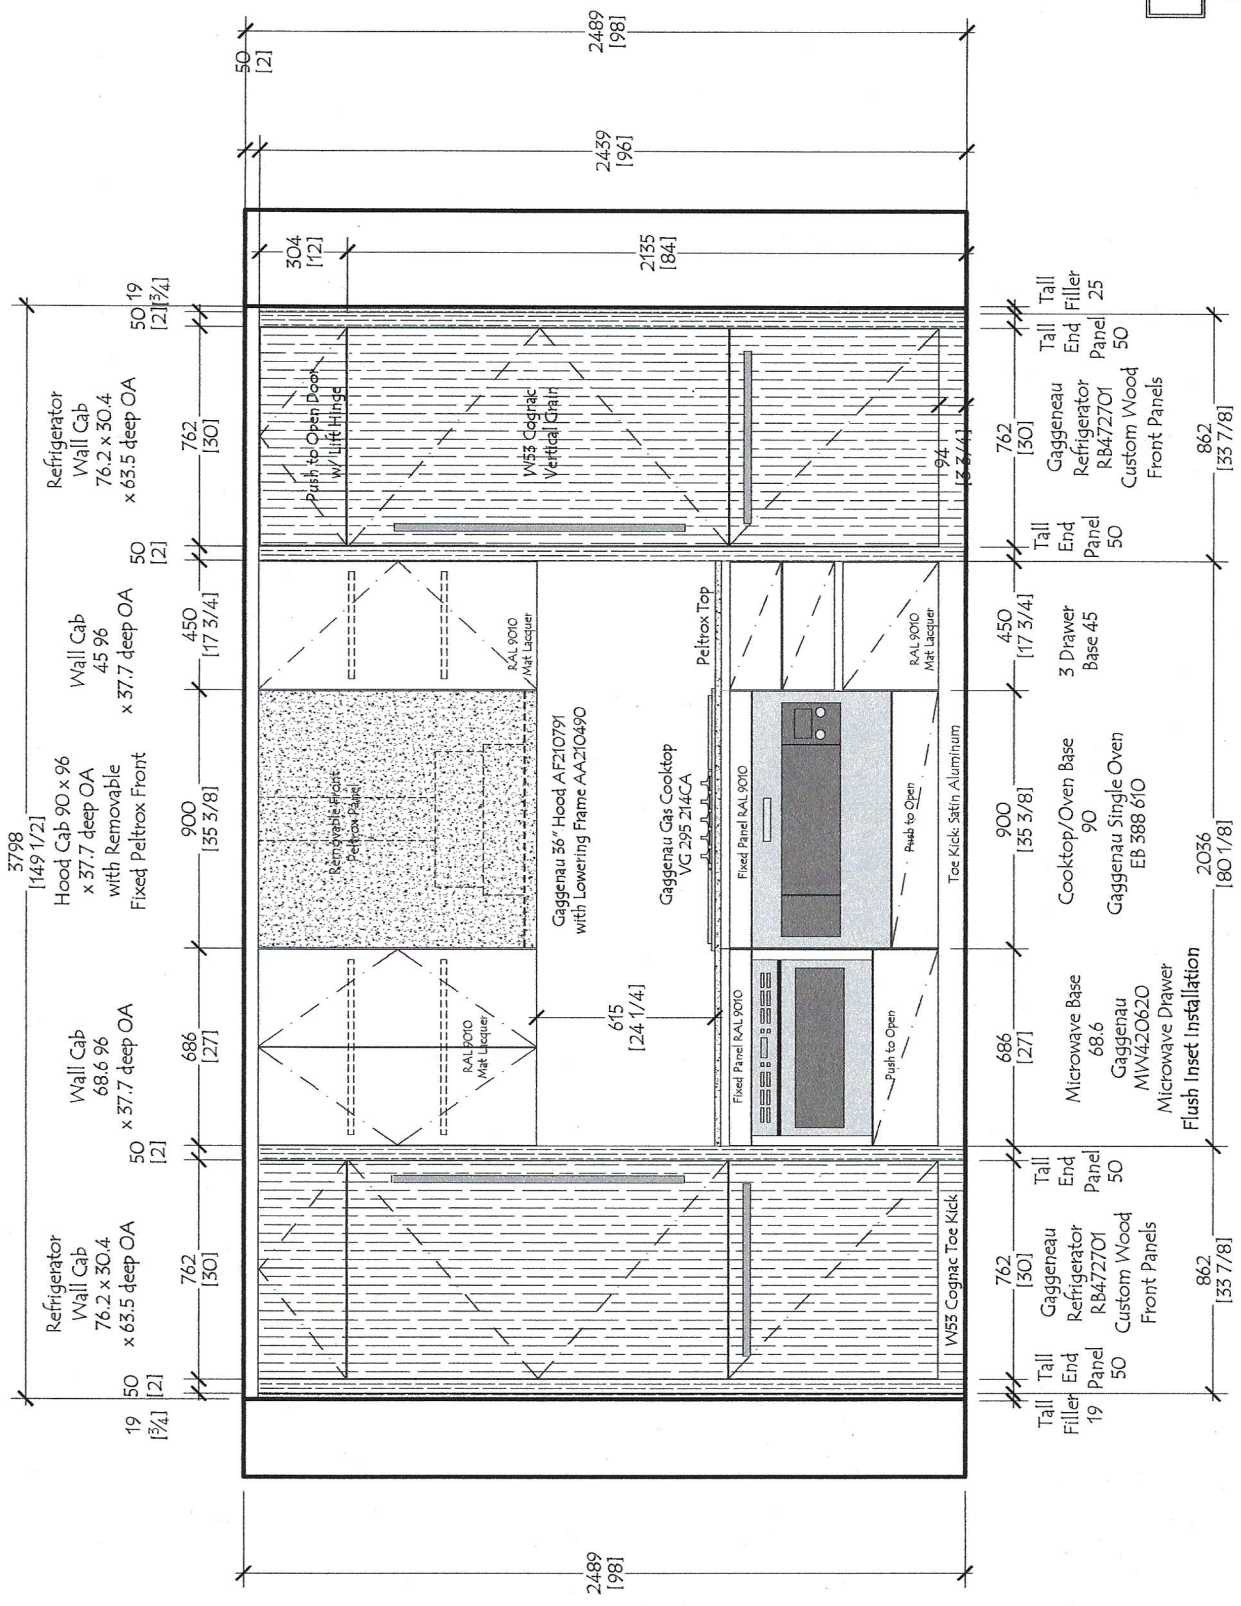 3798
[149 1/2]
Refrigerator
Wall Cab
76.2 x 30.4
x 63.5 deep OA
Wall Cab
68.6 96
x 37.7 deep OA
Hood Cab 90 x 96
x 37.7 deep OA
with Removable
Fixed Peltrox Front
Wall Cab
45 96
x 37.7 deep OA
Refrigerator
Wall Cab
76.2 x 30.4
x 63.5 deep OA
19
[3/4]
50
[2]
762
[30]
50
[2]
686
[27]
900
[35 3/8]
450
[17 3/4]
50
[2]
762
[30]
50
[2]
19
[3/4]
50
[2]
2489
[98]
304
[12]
2135
[84]
2439
[96]
2489
[98]
Push to Open Door
w/ Lift Hinge
W53 Cognac
Vertical Grain
RAL 9010
Mat Lacquer
Removable Front
Peltrox Panel
RAL 9010
Mat Lacquer
615
[24 1/4]
Gaggenau 36" Hood AF210791
with Lowering Frame AA210490
Gaggenau Gas Cooktop
VG 295 214CA
Peltrox Top
Fixed Panel RAL 9010
Fixed Panel RAL 9010
Push to Open
Push to Open
RAL 9010
Mat Lacquer
94
[3 3/4]
W53 Cognac Toe Kick
Toe Kick: Satin Aluminum
762
[30]
686
[27]
900
[35 3/8]
450
[17 3/4]
762
[30]
Tall
Filler
19
Tall
End
Panel
50
Gaggeneau
Refrigerator
RB472701
Custom Wood
Front Panels
Tall
End
Panel
50
Microwave Base
68.6
Gaggenau
MW420620
Microwave Drawer
Flush Inset Installation
Cooktop/Oven Base
90
Gaggenau Single Oven
EB 388 610
3 Drawer
Base 45
Tall
End
Panel
50
Gaggeneau
Refrigerator
RB472701
Custom Wood
Front Panels
Tall
End
Panel
50
Tall
Filler
25
862
[33 7/8]
2036
[80 1/8]
862
[33 7/8]